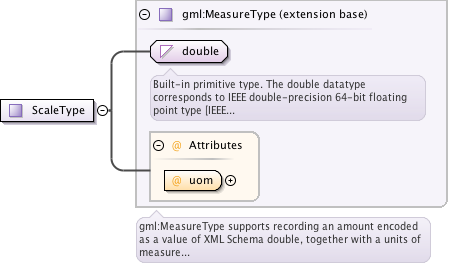 gml:MeasureType (extension base)
double
Built-in primitive type. The double datatype
corresponds to IEEE double-precision 64-bit floating
point type [IEEE...
ScaleType
@ Attributes
@ uom
gml:MeasureType supports recording an amount encoded
as a value of XML Schema double, together with a units of
measure...